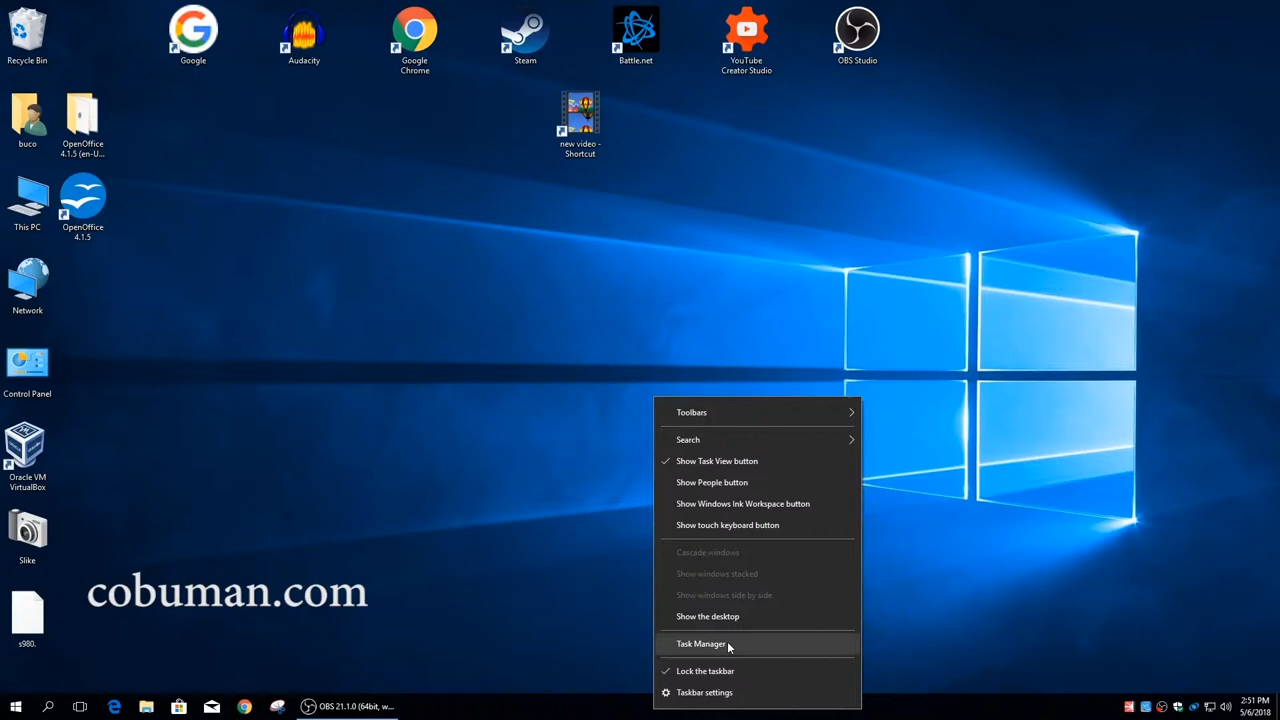 Recycle Bin
Google
Audacity
Google
Chrome
Steam
Battle.net
YouTube
Creator Studio
OBS Studio
buco
OpenOffice
4.1.5 (en-U...
new video -
Shortcut
This PC
OpenOffice
4.1.5
Network
Control Panel
Oracle VM
VirtualBox
Slike
s980.
cobuman.com
Toolbars
Search
Show Task View button
Show People button
Show Windows Ink Workspace button
Show touch keyboard button
Cascade windows
Show windows stacked
Show windows side by side
Show the desktop
Task Manager
Lock the taskbar
Taskbar settings
OBS 21.1.0 (64bit, w...
2:51 PM
5/6/2018